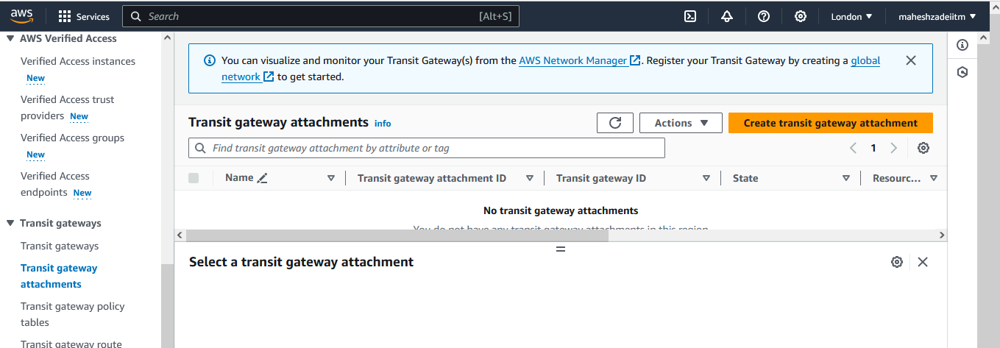 aws
Services
Search
[Alt+S]
London
maheshzadeiitm
AWS Verified Access
Verified Access instances
New
Verified Access trust
providers New
Verified Access groups
New
Verified Access
endpoints New
Transit gateways
Transit gateways
Transit gateway
attachments
Transit gateway policy
tables
Transit gateway route
You can visualize and monitor your Transit Gateway(s) from the AWS Network Manager. Register your Transit Gateway by creating a global
network to get started.
Transit gateway attachments info
Actions
Create transit gateway attachment
Find transit gateway attachment by attribute or tag
1
Name
Transit gateway attachment ID
Transit gateway ID
State
Resourc...
No transit gateway attachments
You do not have any transit gateway attachments in this region
Select a transit gateway attachment